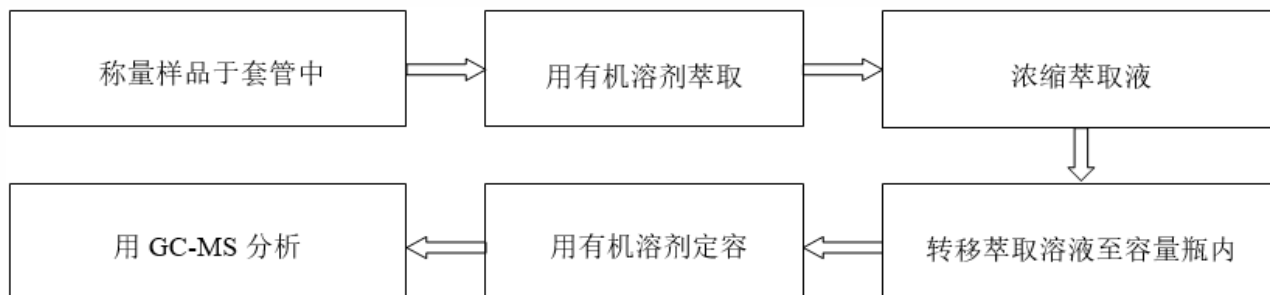 称量样品于套管中
用有机溶剂萃取
浓缩萃取液
转移萃取溶液至容量瓶内
用有机溶剂定容
用 GC-MS 分析